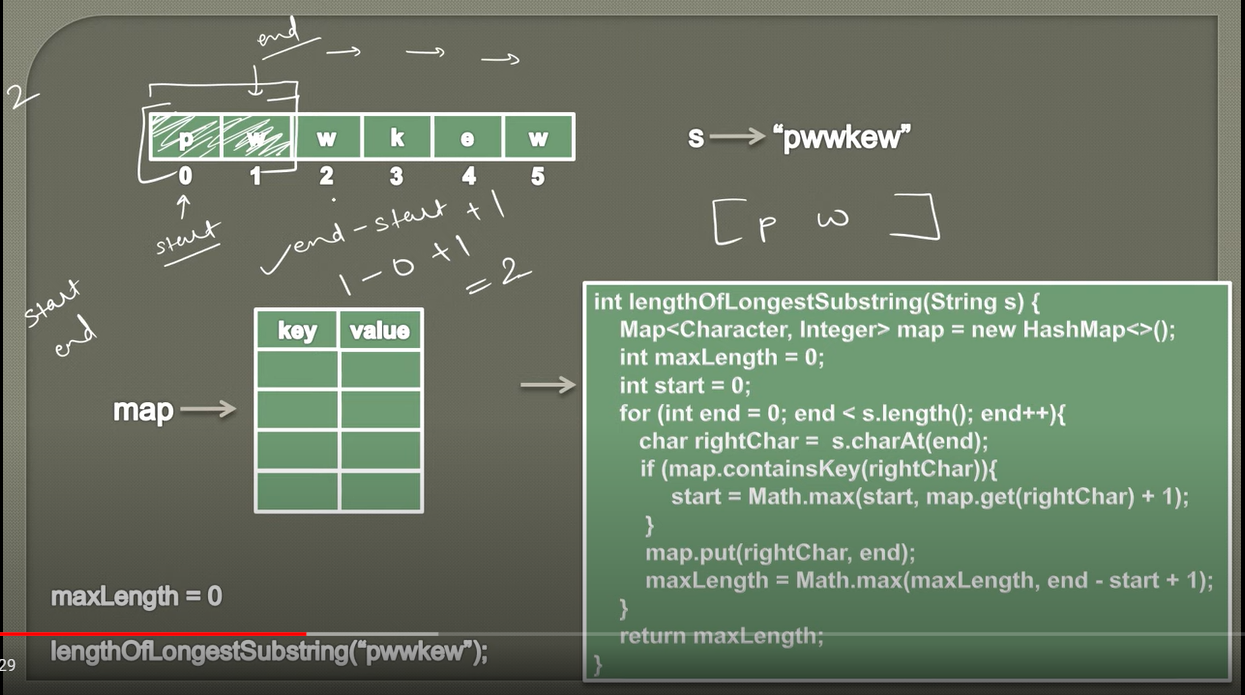 end
2
p w w k e w
0 1 2 3 4 5
s "pwwkew"
[ p w ]
start
end - start + 1
1 - 0 + 1
= 2
start
end
key value
map
int lengthOfLongestSubstring(String s) {
Map<Character, Integer> map = new HashMap<>();
int maxLength = 0;
int start = 0;
for (int end = 0; end < s.length(); end++){
char rightChar = s.charAt(end);
if (map.containsKey(rightChar)){
start = Math.max(start, map.get(rightChar) + 1);
}
map.put(rightChar, end);
maxLength = Math.max(maxLength, end - start + 1);
}
return maxLength;
}
maxLength = 0
lengthOfLongestSubstring("pwwkew");
29